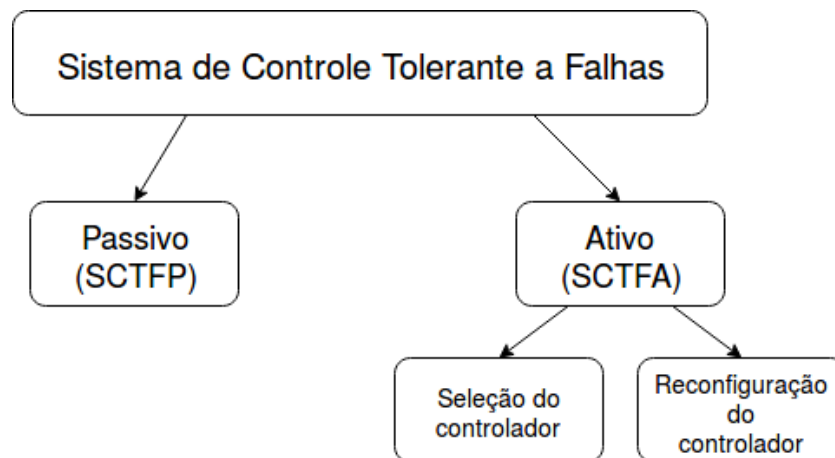 Sistema de Controle Tolerante a Falhas
Passivo
(SCTFP)
Ativo
(SCTFA)
Seleção do
controlador
Reconfiguração
do
controlador